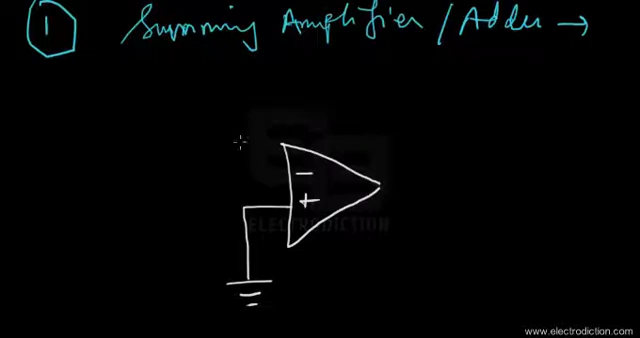 1 Summing Amplifier / Adder →
−
+
ELECTRODICTION
www.electrodiction.com